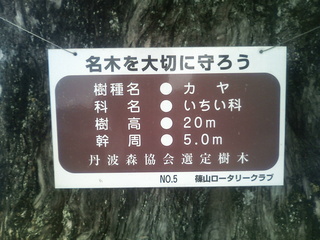 名木を大切に守ろう
樹種名 ● カヤ
科名 ● いちい科
樹高 ● 20m
幹周 ● 5.0m
丹波森協会選定樹木
NO.5 篠山ロータリークラブ